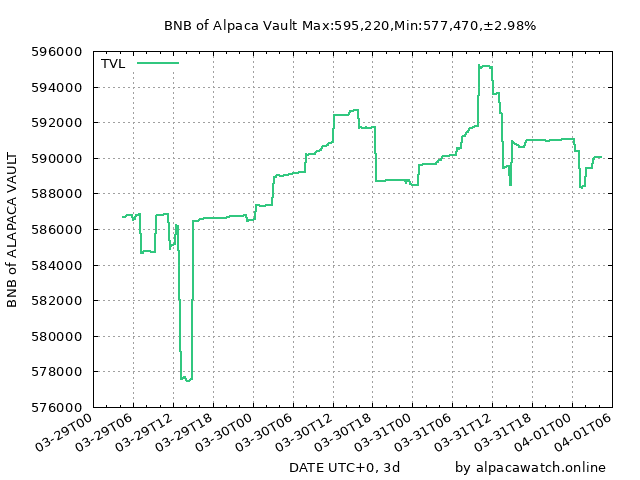 BNB of Alpaca Vault Max:595,220,Min:577,470,±2.98%
TVL
596000
594000
592000
590000
588000
586000
584000
582000
580000
578000
576000
BNB of ALAPACA VAULT
03-29T00
03-29T06
03-29T12
03-29T18
03-30T00
03-30T06
03-30T12
03-30T18
03-31T00
03-31T06
03-31T12
03-31T18
04-01T00
04-01T06
DATE UTC+0, 3d
by alpacawatch.online